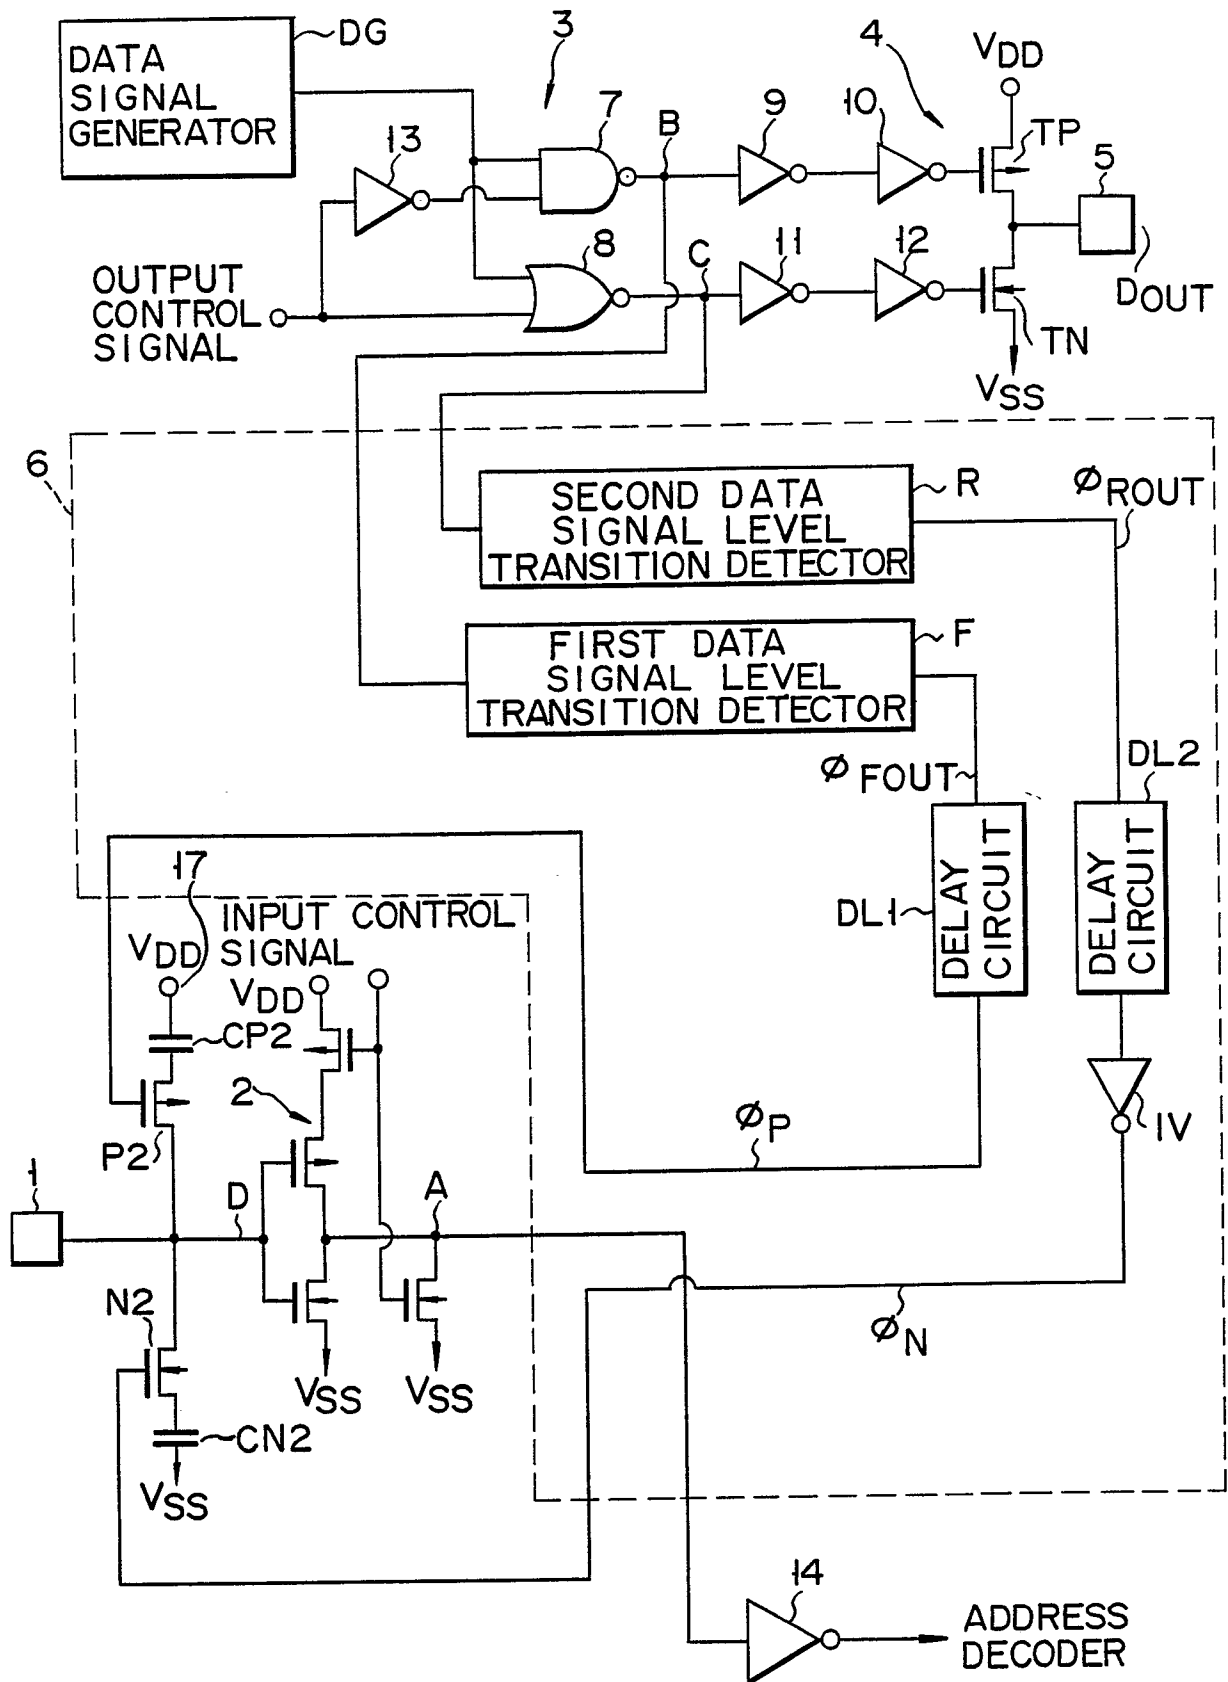 DG
3
4
VDD
DATA
SIGNAL
GENERATOR
7
B
9
10
TP
13
5
8
C
11
12
OUTPUT
CONTROL
SIGNAL
DOUT
TN
VSS
6
SECOND DATA
SIGNAL LEVEL
TRANSITION DETECTOR
R
ØROUT
FIRST DATA
SIGNAL LEVEL
TRANSITION DETECTOR
F
ØFOUT
DL2
DELAY
CIRCUIT
DELAY
CIRCUIT
DL1
17
INPUT CONTROL
SIGNAL
VDD
VDD
CP2
2
P2
ØP
IV
1
D
A
N2
ØN
VSS
VSS
CN2
VSS
14
ADDRESS
DECODER